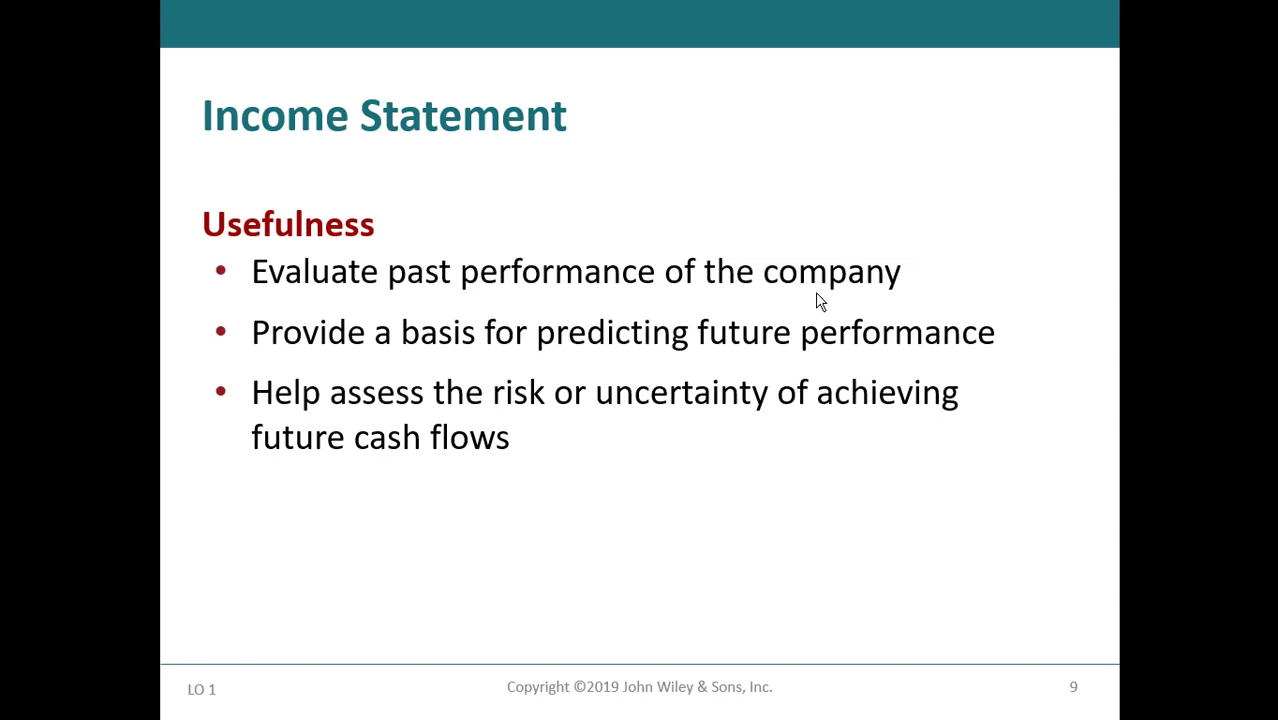 Income Statement
Usefulness
• Evaluate past performance of the company
• Provide a basis for predicting future performance
• Help assess the risk or uncertainty of achieving
future cash flows
LO 1
Copyright ©2019 John Wiley & Sons, Inc.
9